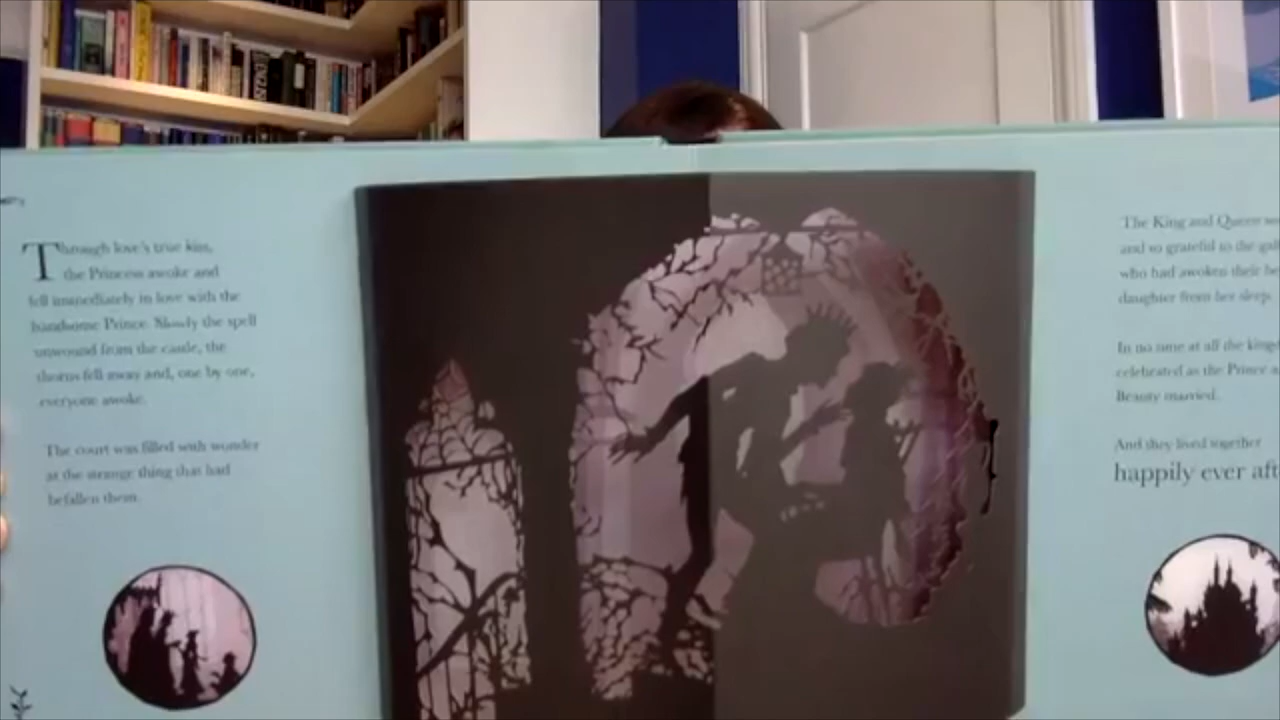 Through love's true kiss,
the Princess awoke and
fell immediately in love with the
handsome Prince. Slowly the spell
unwound from the castle, the
thorns fell away and, one by one,
everyone awoke.
The court was filled with wonder
at the strange thing that had
befallen them.
The King and Queen
and so grateful to the
who had awoken their
daughter from her sleep.
In no time at all the
celebrated as the Prince
Beauty married.
And they lived together
happily ever